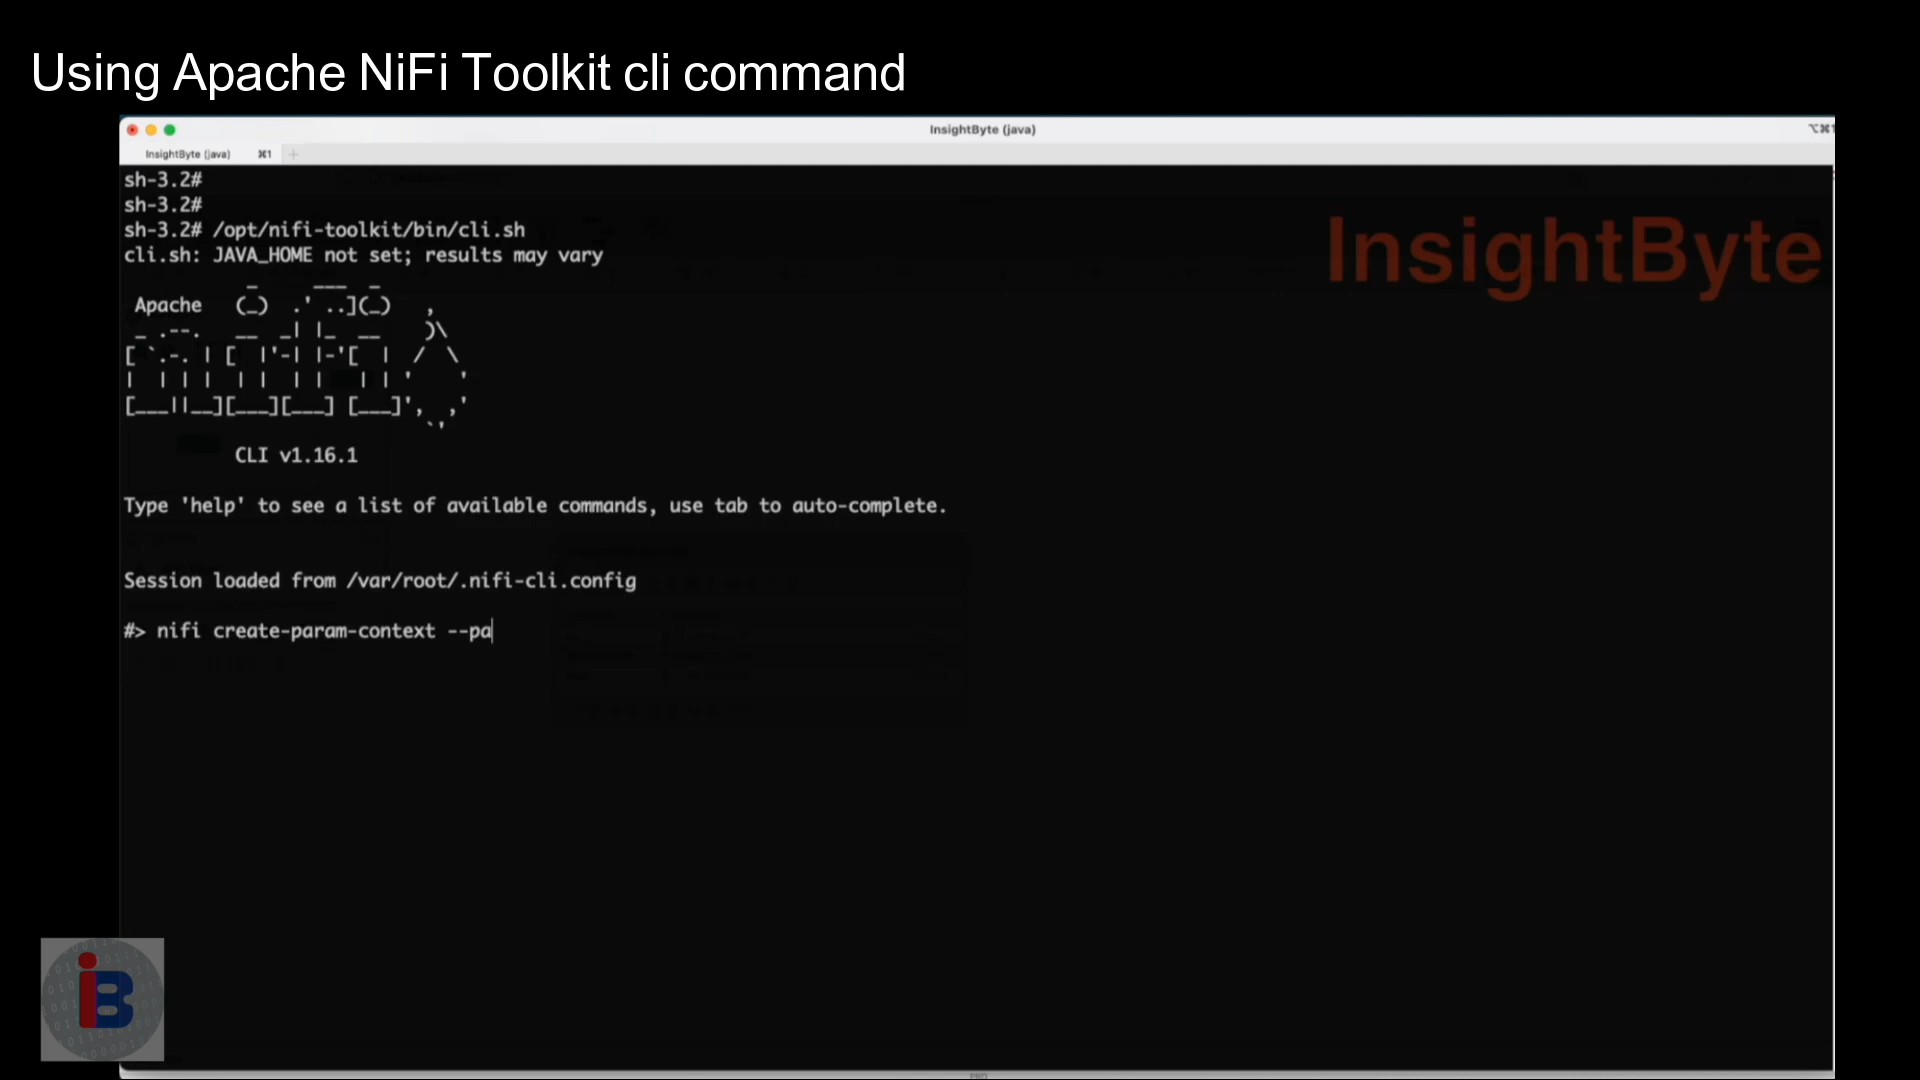 Using Apache NiFi Toolkit cli command
InsightByte (java)
⌥⌘1
InsightByte (java) ⌘1 +
sh-3.2#
sh-3.2#
sh-3.2# /opt/nifi-toolkit/bin/cli.sh
InsightByte
cli.sh: JAVA_HOME not set; results may vary
Apache
CLI v1.16.1
Type 'help' to see a list of available commands, use tab to auto-complete.
Session loaded from /var/root/.nifi-cli.config
#> nifi create-param-context --pa
iB